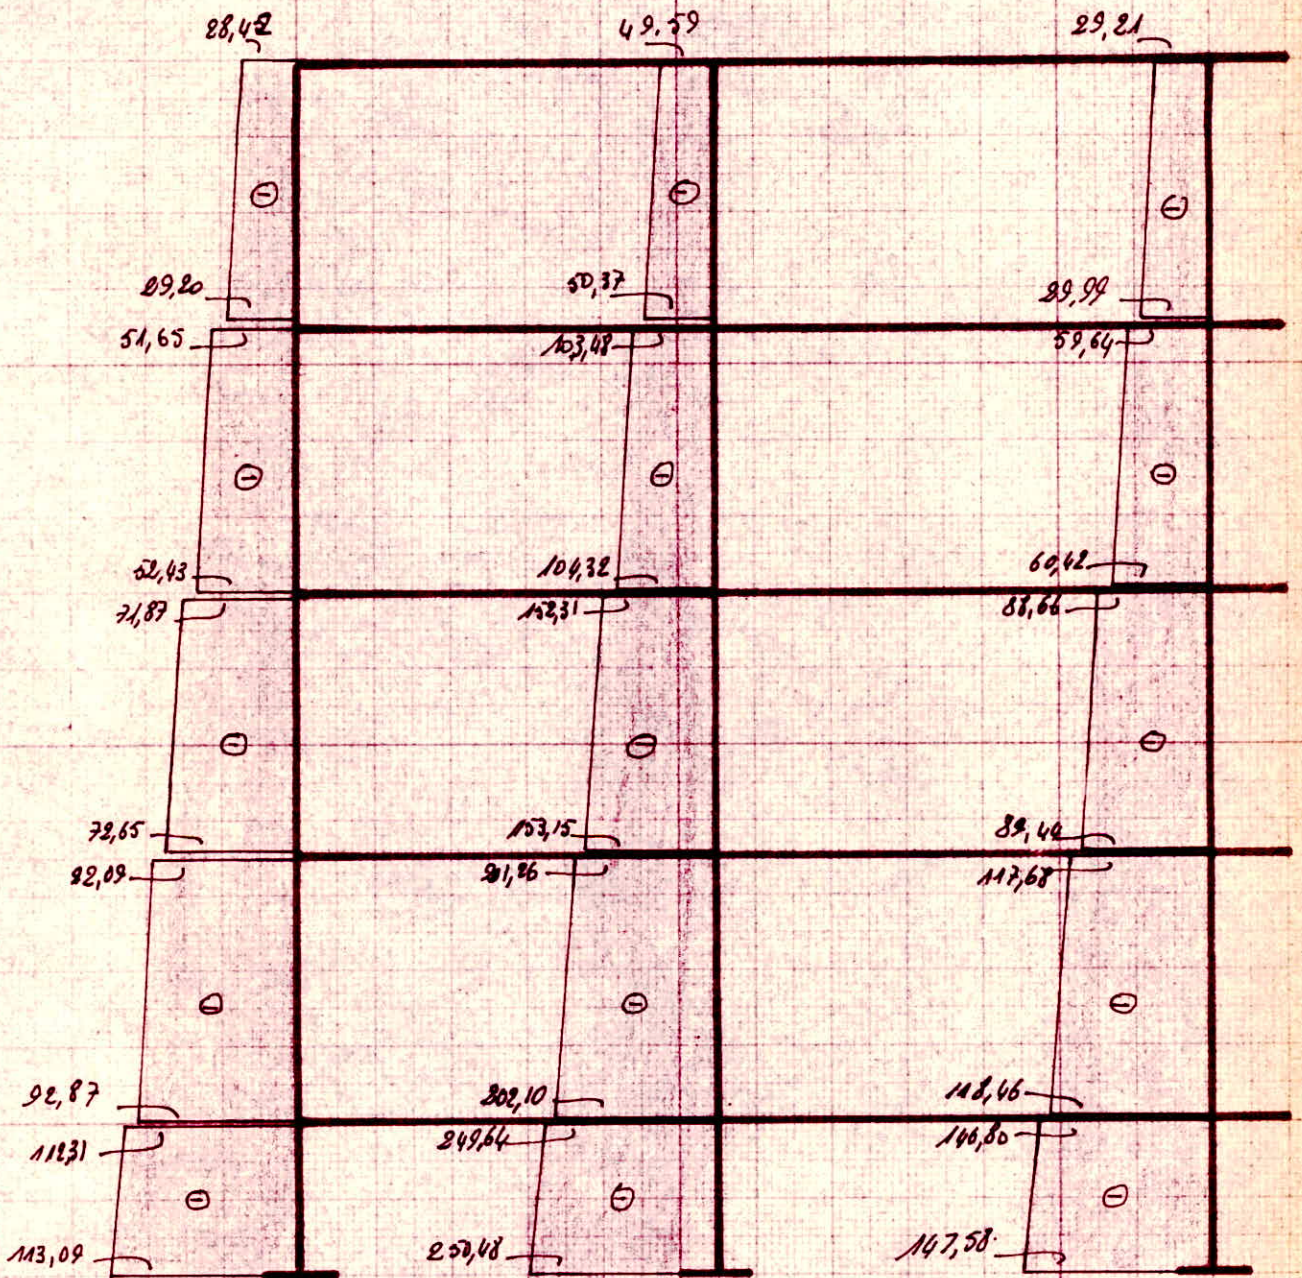 28,42 49.59 29,21
⊖ ⊖ ⊖
29,20 50,37 29,99
51,65 103,48 59,64
⊖ ⊖ ⊖
52,43 104,32 60,42
71,87 152,31 88,66
⊖ ⊖ ⊖
72,65 153,15 89,44
92,09 201,26 117,68
⊖ ⊖ ⊖
92,87 202,10 118,46
112,31 249,64 146,80
⊖ ⊖ ⊖
113,09 250,48 147,58